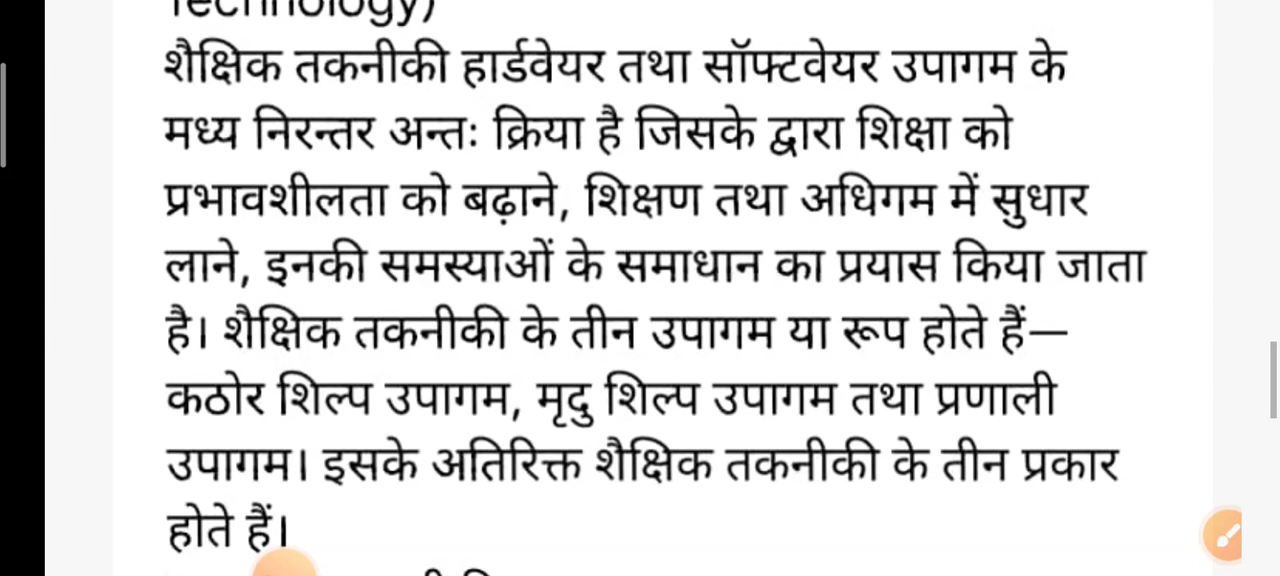 Technology)
शैक्षिक तकनीकी हार्डवेयर तथा सॉफ्टवेयर उपागम के
मध्य निरन्तर अन्तः क्रिया है जिसके द्वारा शिक्षा को
प्रभावशीलता को बढ़ाने, शिक्षण तथा अधिगम में सुधार
लाने, इनकी समस्याओं के समाधान का प्रयास किया जाता
है। शैक्षिक तकनीकी के तीन उपागम या रूप होते हैं—
कठोर शिल्प उपागम, मृदु शिल्प उपागम तथा प्रणाली
उपागम। इसके अतिरिक्त शैक्षिक तकनीकी के तीन प्रकार
होते हैं।